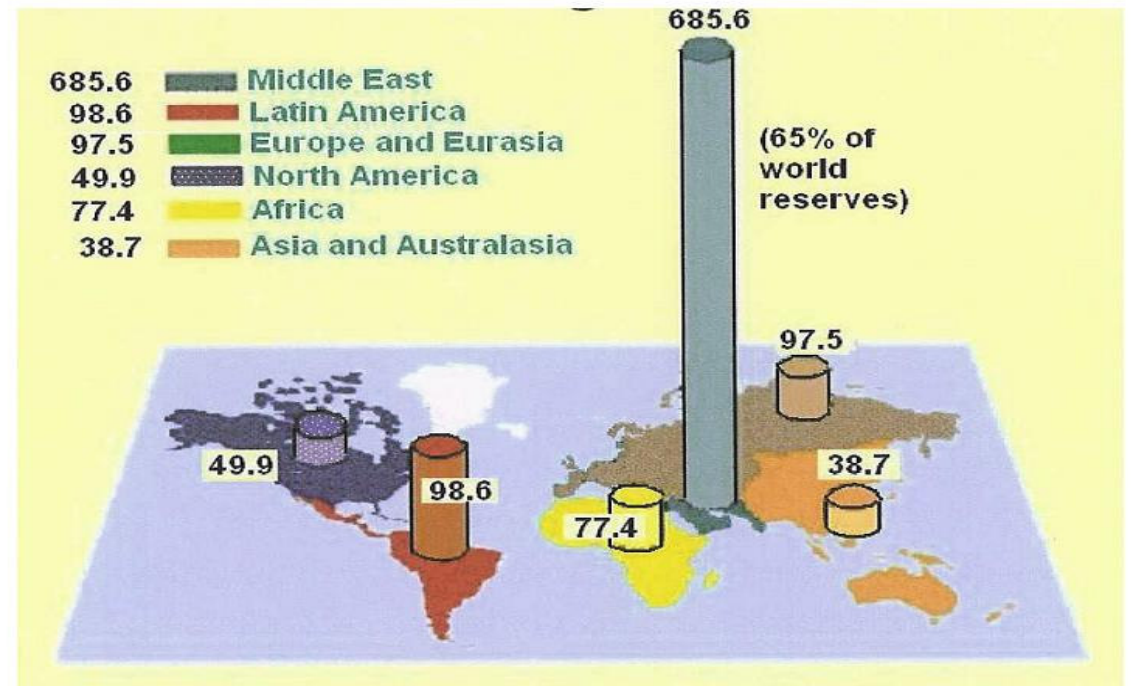 685.6
685.6 Middle East
98.6 Latin America
97.5 Europe and Eurasia
49.9 North America
77.4 Africa
38.7 Asia and Australasia
(65% of
world
reserves)
97.5
49.9
98.6
38.7
77.4